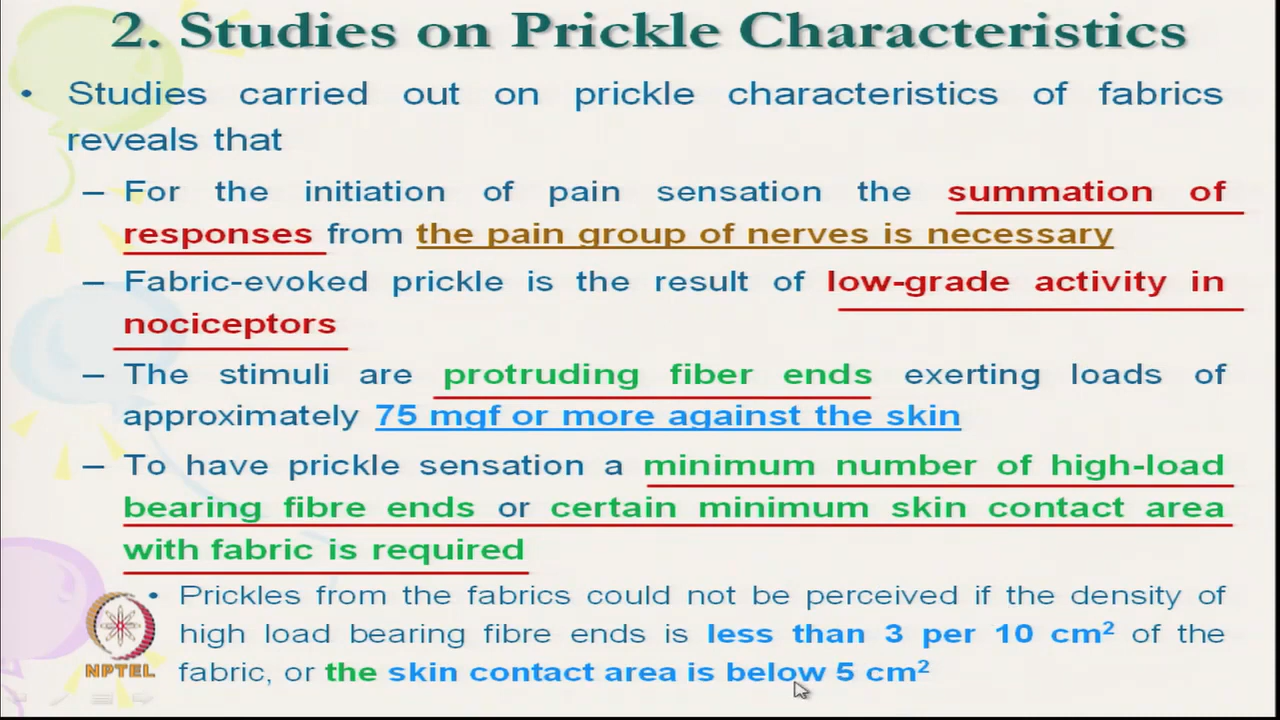 2. Studies on Prickle Characteristics
• Studies carried out on prickle characteristics of fabrics
reveals that
– For the initiation of pain sensation the summation of
responses from the pain group of nerves is necessary
– Fabric-evoked prickle is the result of low-grade activity in
nociceptors
– The stimuli are protruding fiber ends exerting loads of
approximately 75 mgf or more against the skin
– To have prickle sensation a minimum number of high-load
bearing fibre ends or certain minimum skin contact area
with fabric is required
• Prickles from the fabrics could not be perceived if the density of
high load bearing fibre ends is less than 3 per 10 cm² of the
fabric, or the skin contact area is below 5 cm²
NPTEL